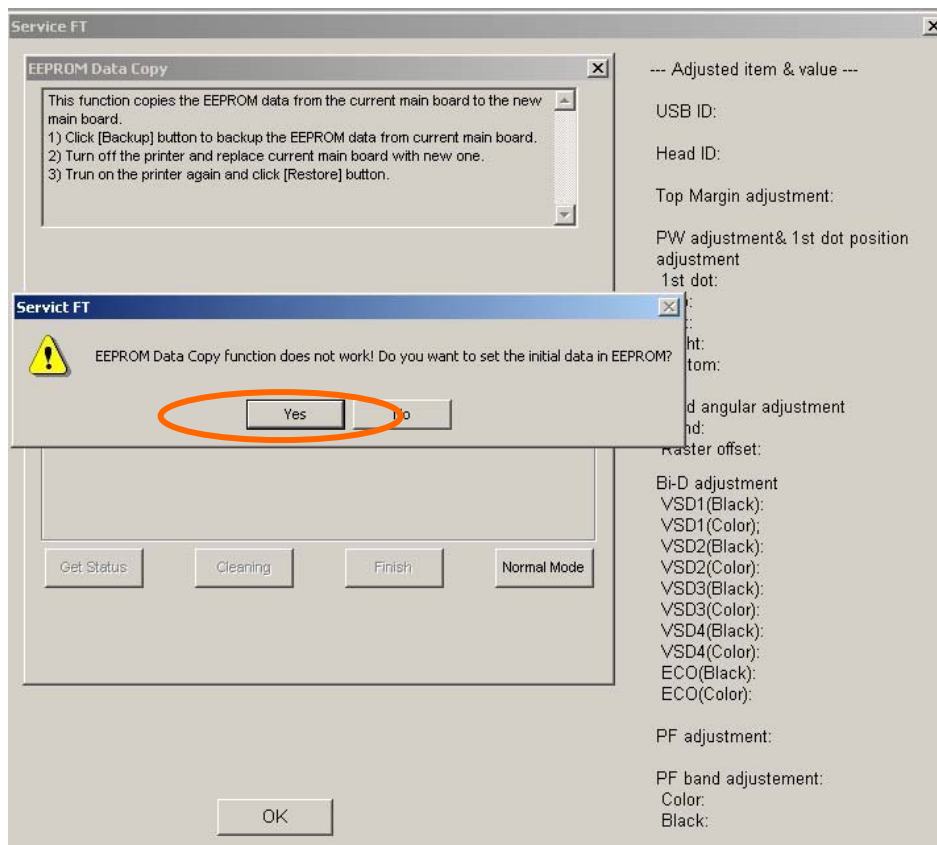 Service FT
EEPROM Data Copy
This function copies the EEPROM data from the current main board to the new
main board.
1) Click [Backup] button to backup the EEPROM data from current main board.
2) Turn off the printer and replace current main board with new one.
3) Trun on the printer again and click [Restore] button.
Servict FT
EEPROM Data Copy function does not work! Do you want to set the initial data in EEPROM?
Yes
No
Get Status
Cleaning
Finish
Normal Mode
OK
--- Adjusted item & value ---
USB ID:
Head ID:
Top Margin adjustment:
PW adjustment& 1st dot position
adjustment
1st dot:
angular adjustment
Raster offset:
Bi-D adjustment
VSD1(Black):
VSD1(Color);
VSD2(Black):
VSD2(Color):
VSD3(Black):
VSD3(Color):
VSD4(Black):
VSD4(Color):
ECO(Black):
ECO(Color):
PF adjustment:
PF band adjustement:
Color:
Black: